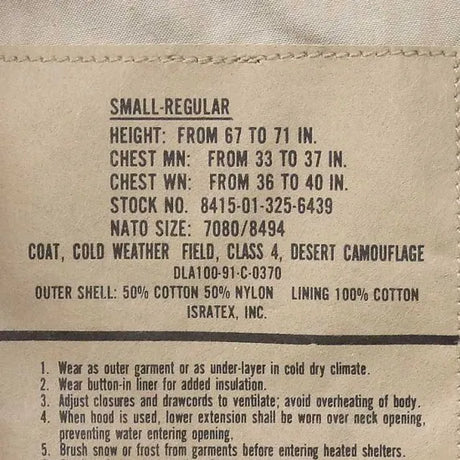 SMALL-REGULAR
HEIGHT: FROM 67 TO 71 IN.
CHEST MN: FROM 33 TO 37 IN.
CHEST WN: FROM 36 TO 40 IN.
STOCK NO. 8415-01-325-6439
NATO SIZE: 7080/8494
COAT, COLD WEATHER FIELD, CLASS 4, DESERT CAMOUFLAGE
DLA100-91-C-0370
OUTER SHELL: 50% COTTON 50% NYLON LINING 100% COTTON
ISRATEX, INC.
1. Wear as outer garment or as under-layer in cold dry climate.
2. Wear button-in liner for added insulation.
3. Adjust closures and drawcords to ventilate; avoid overheating of body.
4. When hood is used, lower extension shall be worn over neck opening,
preventing water entering opening.
5. Brush snow or frost from garments before entering heated shelters.